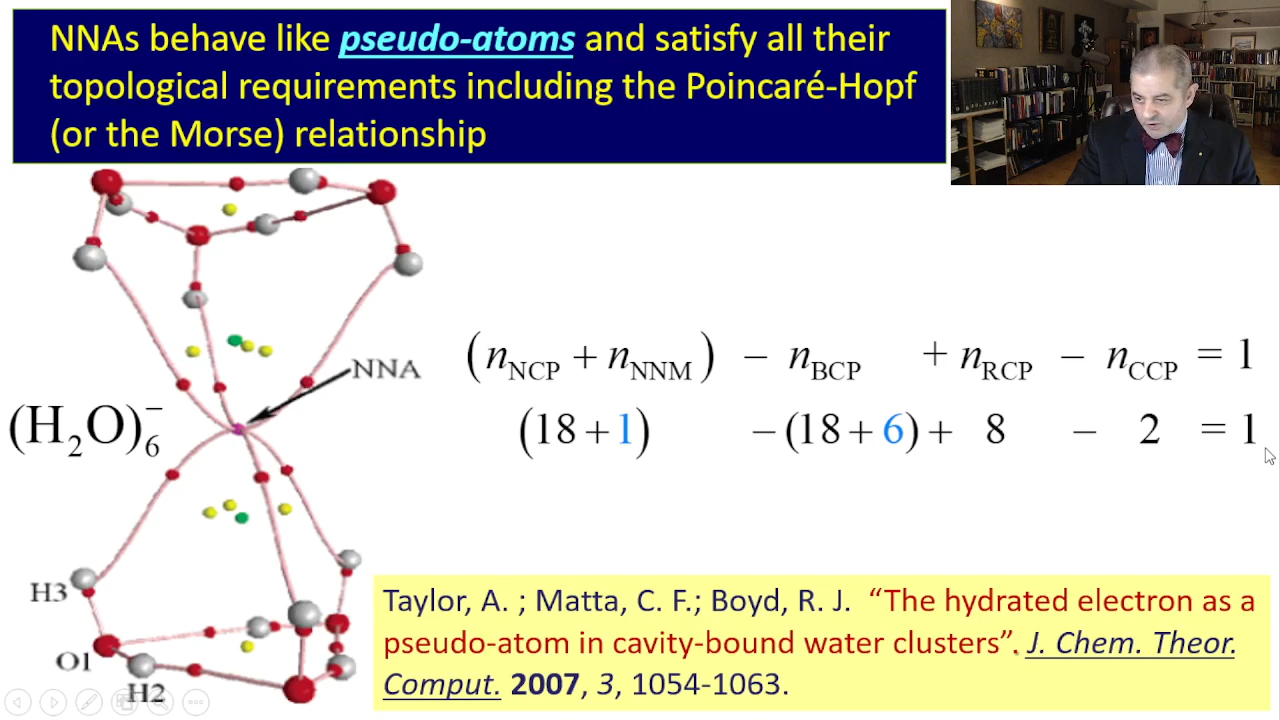 NNAs behave like pseudo-atoms and satisfy all their
topological requirements including the Poincaré-Hopf
(or the Morse) relationship
NNA
(n_NCP + n_NNM) − n_BCP + n_RCP − n_CCP = 1
(H₂O)₆⁻
(18+1) −(18+6)+ 8 − 2 = 1
H3
O1
H2
Taylor, A. ; Matta, C. F.; Boyd, R. J. “The hydrated electron as a
pseudo-atom in cavity-bound water clusters”. J. Chem. Theor.
Comput. 2007, 3, 1054-1063.